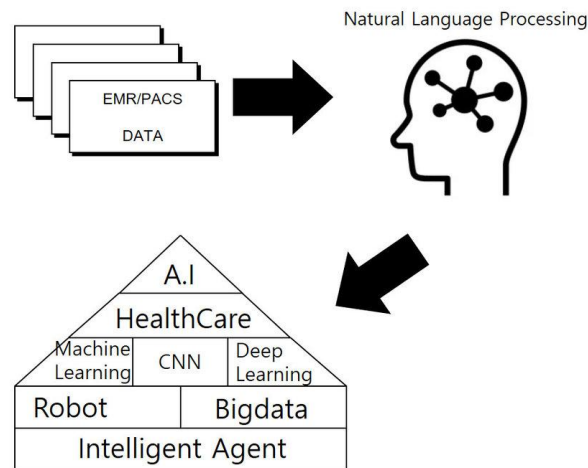 Natural Language Processing
EMR/PACS
DATA
A.I
HealthCare
Machine
Learning
CNN
Deep
Learning
Robot
Bigdata
Intelligent Agent